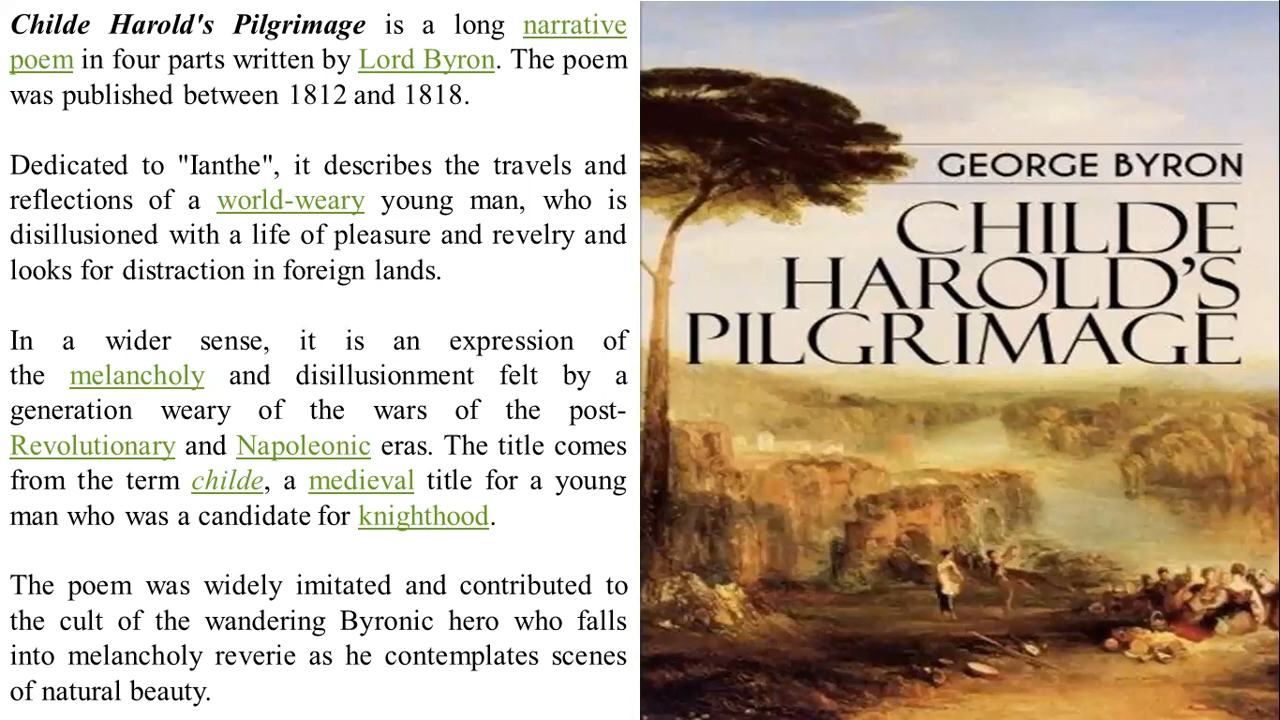 Childe Harold's Pilgrimage is a long narrative
poem in four parts written by Lord Byron. The poem
was published between 1812 and 1818.
Dedicated to "Ianthe", it describes the travels and
reflections of a world-weary young man, who is
disillusioned with a life of pleasure and revelry and
looks for distraction in foreign lands.
In a wider sense, it is an expression of
the melancholy and disillusionment felt by a
generation weary of the wars of the post-
Revolutionary and Napoleonic eras. The title comes
from the term childe, a medieval title for a young
man who was a candidate for knighthood.
The poem was widely imitated and contributed to
the cult of the wandering Byronic hero who falls
into melancholy reverie as he contemplates scenes
of natural beauty.
GEORGE BYRON
CHILDE
HAROLD'S
PILGRIMAGE